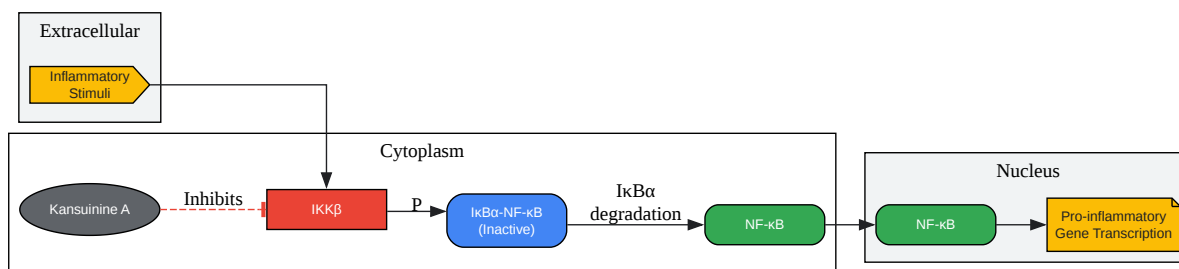 Extracellular
Inflammatory
Stimuli
Cytoplasm
Kansuinine A
Inhibits
IKKβ
P
IκBα-NF-κB
(Inactive)
IκBα
degradation
NF-κB
Nucleus
NF-κB
Pro-inflammatory
Gene Transcription